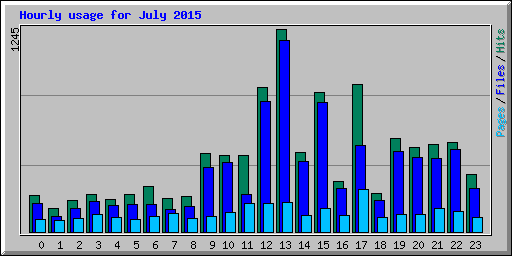 Hourly usage for July 2015
1245
Pages / Files / Hits
0 1 2 3 4 5 6 7 8 9 10 11 12 13 14 15 16 17 18 19 20 21 22 23